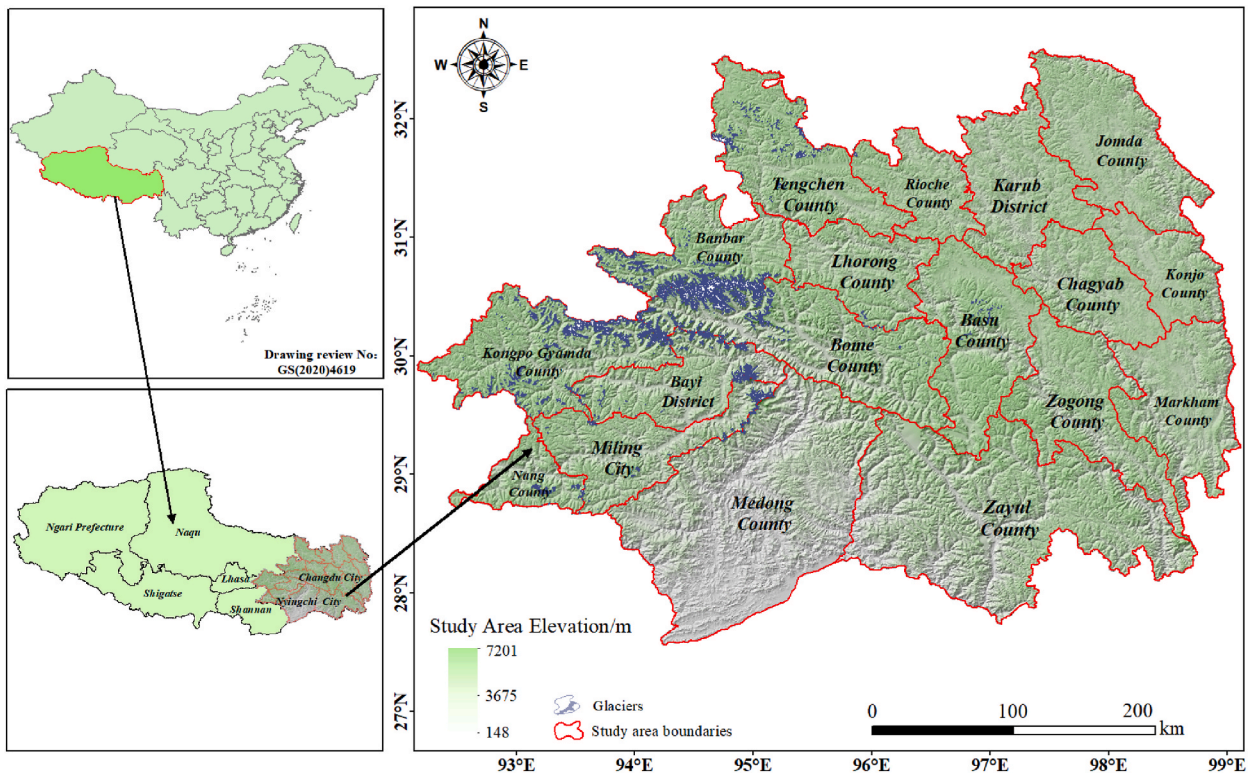 Drawing review No:
GS(2020)4619
Ngari Prefecture
Naqu
Lhasa
Changdu City
Shigatse
Nyingchi City
Shannan
N
W
E
S
32°N
31°N
30°N
29°N
28°N
27°N
Jomda
County
Tengchen
County
Rioche
County
Karub
District
Banbar
County
Lhorong
County
Chagyab
County
Konjo
County
Kongpo Gyamda
County
Bayi
District
Bome
County
Basu
County
Zogong
County
Markham
County
Miling
City
Nang
County
Medong
County
Zayul
County
Study Area Elevation/m
7201
3675
148
Glaciers
Study area boundaries
0
100
200
km
93°E
94°E
95°E
96°E
97°E
98°E
99°E